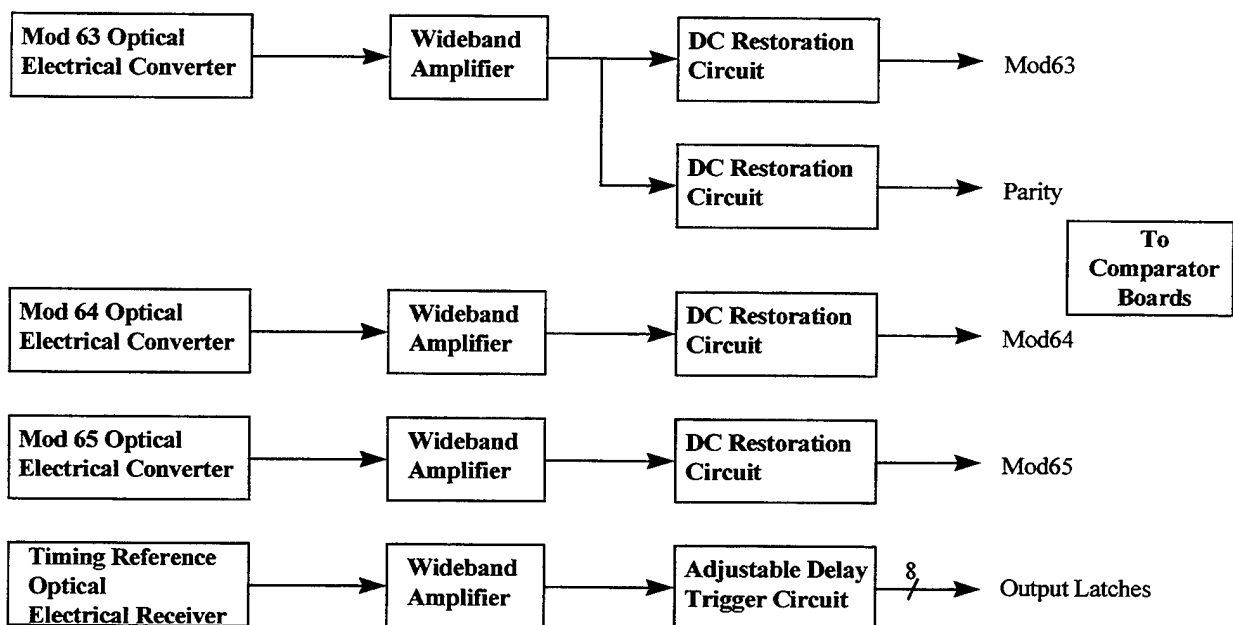 Mod 63 Optical
Electrical Converter
Wideband
Amplifier
DC Restoration
Circuit
Mod63
DC Restoration
Circuit
Parity
To
Comparator
Boards
Mod 64 Optical
Electrical Converter
Wideband
Amplifier
DC Restoration
Circuit
Mod64
Mod 65 Optical
Electrical Converter
Wideband
Amplifier
DC Restoration
Circuit
Mod65
Timing Reference
Optical
Electrical Receiver
Wideband
Amplifier
Adjustable Delay
Trigger Circuit
8
Output Latches